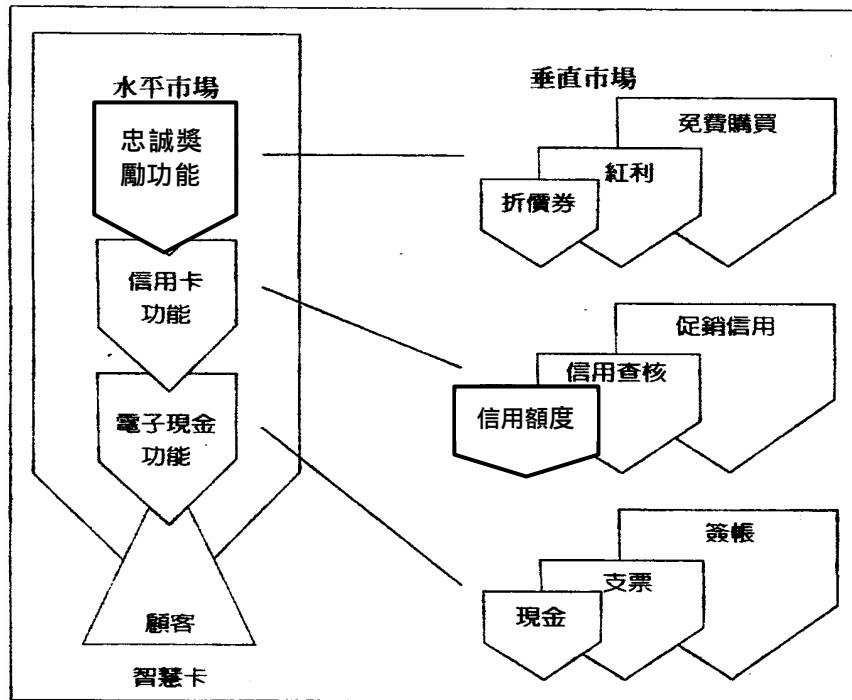 水平市場
忠誠獎
勵功能
信用卡
功能
電子現金
功能
顧客
智慧卡
垂直市場
免費購買
紅利
折價券
促銷信用
信用查核
信用額度
簽帳
支票
現金